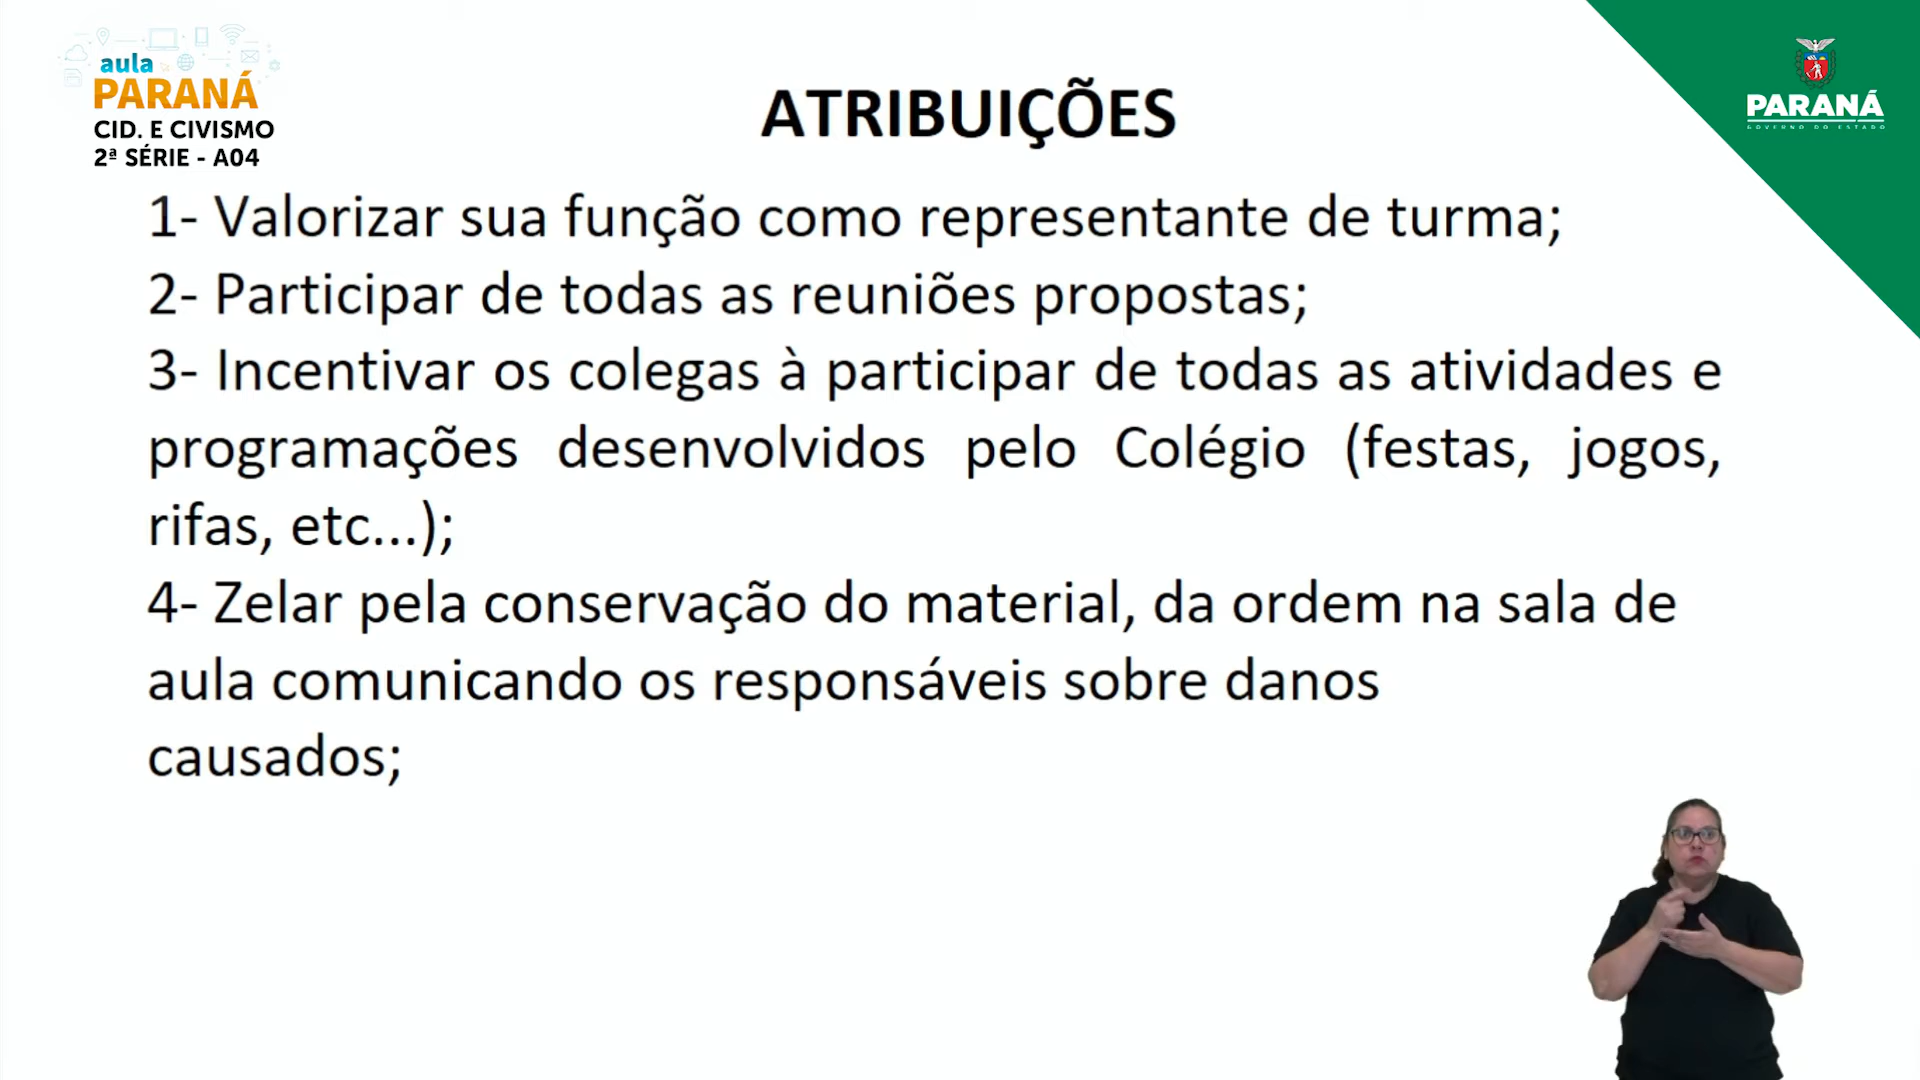 aula
PARANÁ
CID. E CIVISMO
2ª SÉRIE - A04
PARANÁ
GOVERNO DO ESTADO
ATRIBUIÇÕES
1- Valorizar sua função como representante de turma;
2- Participar de todas as reuniões propostas;
3- Incentivar os colegas à participar de todas as atividades e
programações desenvolvidos pelo Colégio (festas, jogos,
rifas, etc...);
4- Zelar pela conservação do material, da ordem na sala de
aula comunicando os responsáveis sobre danos
causados;